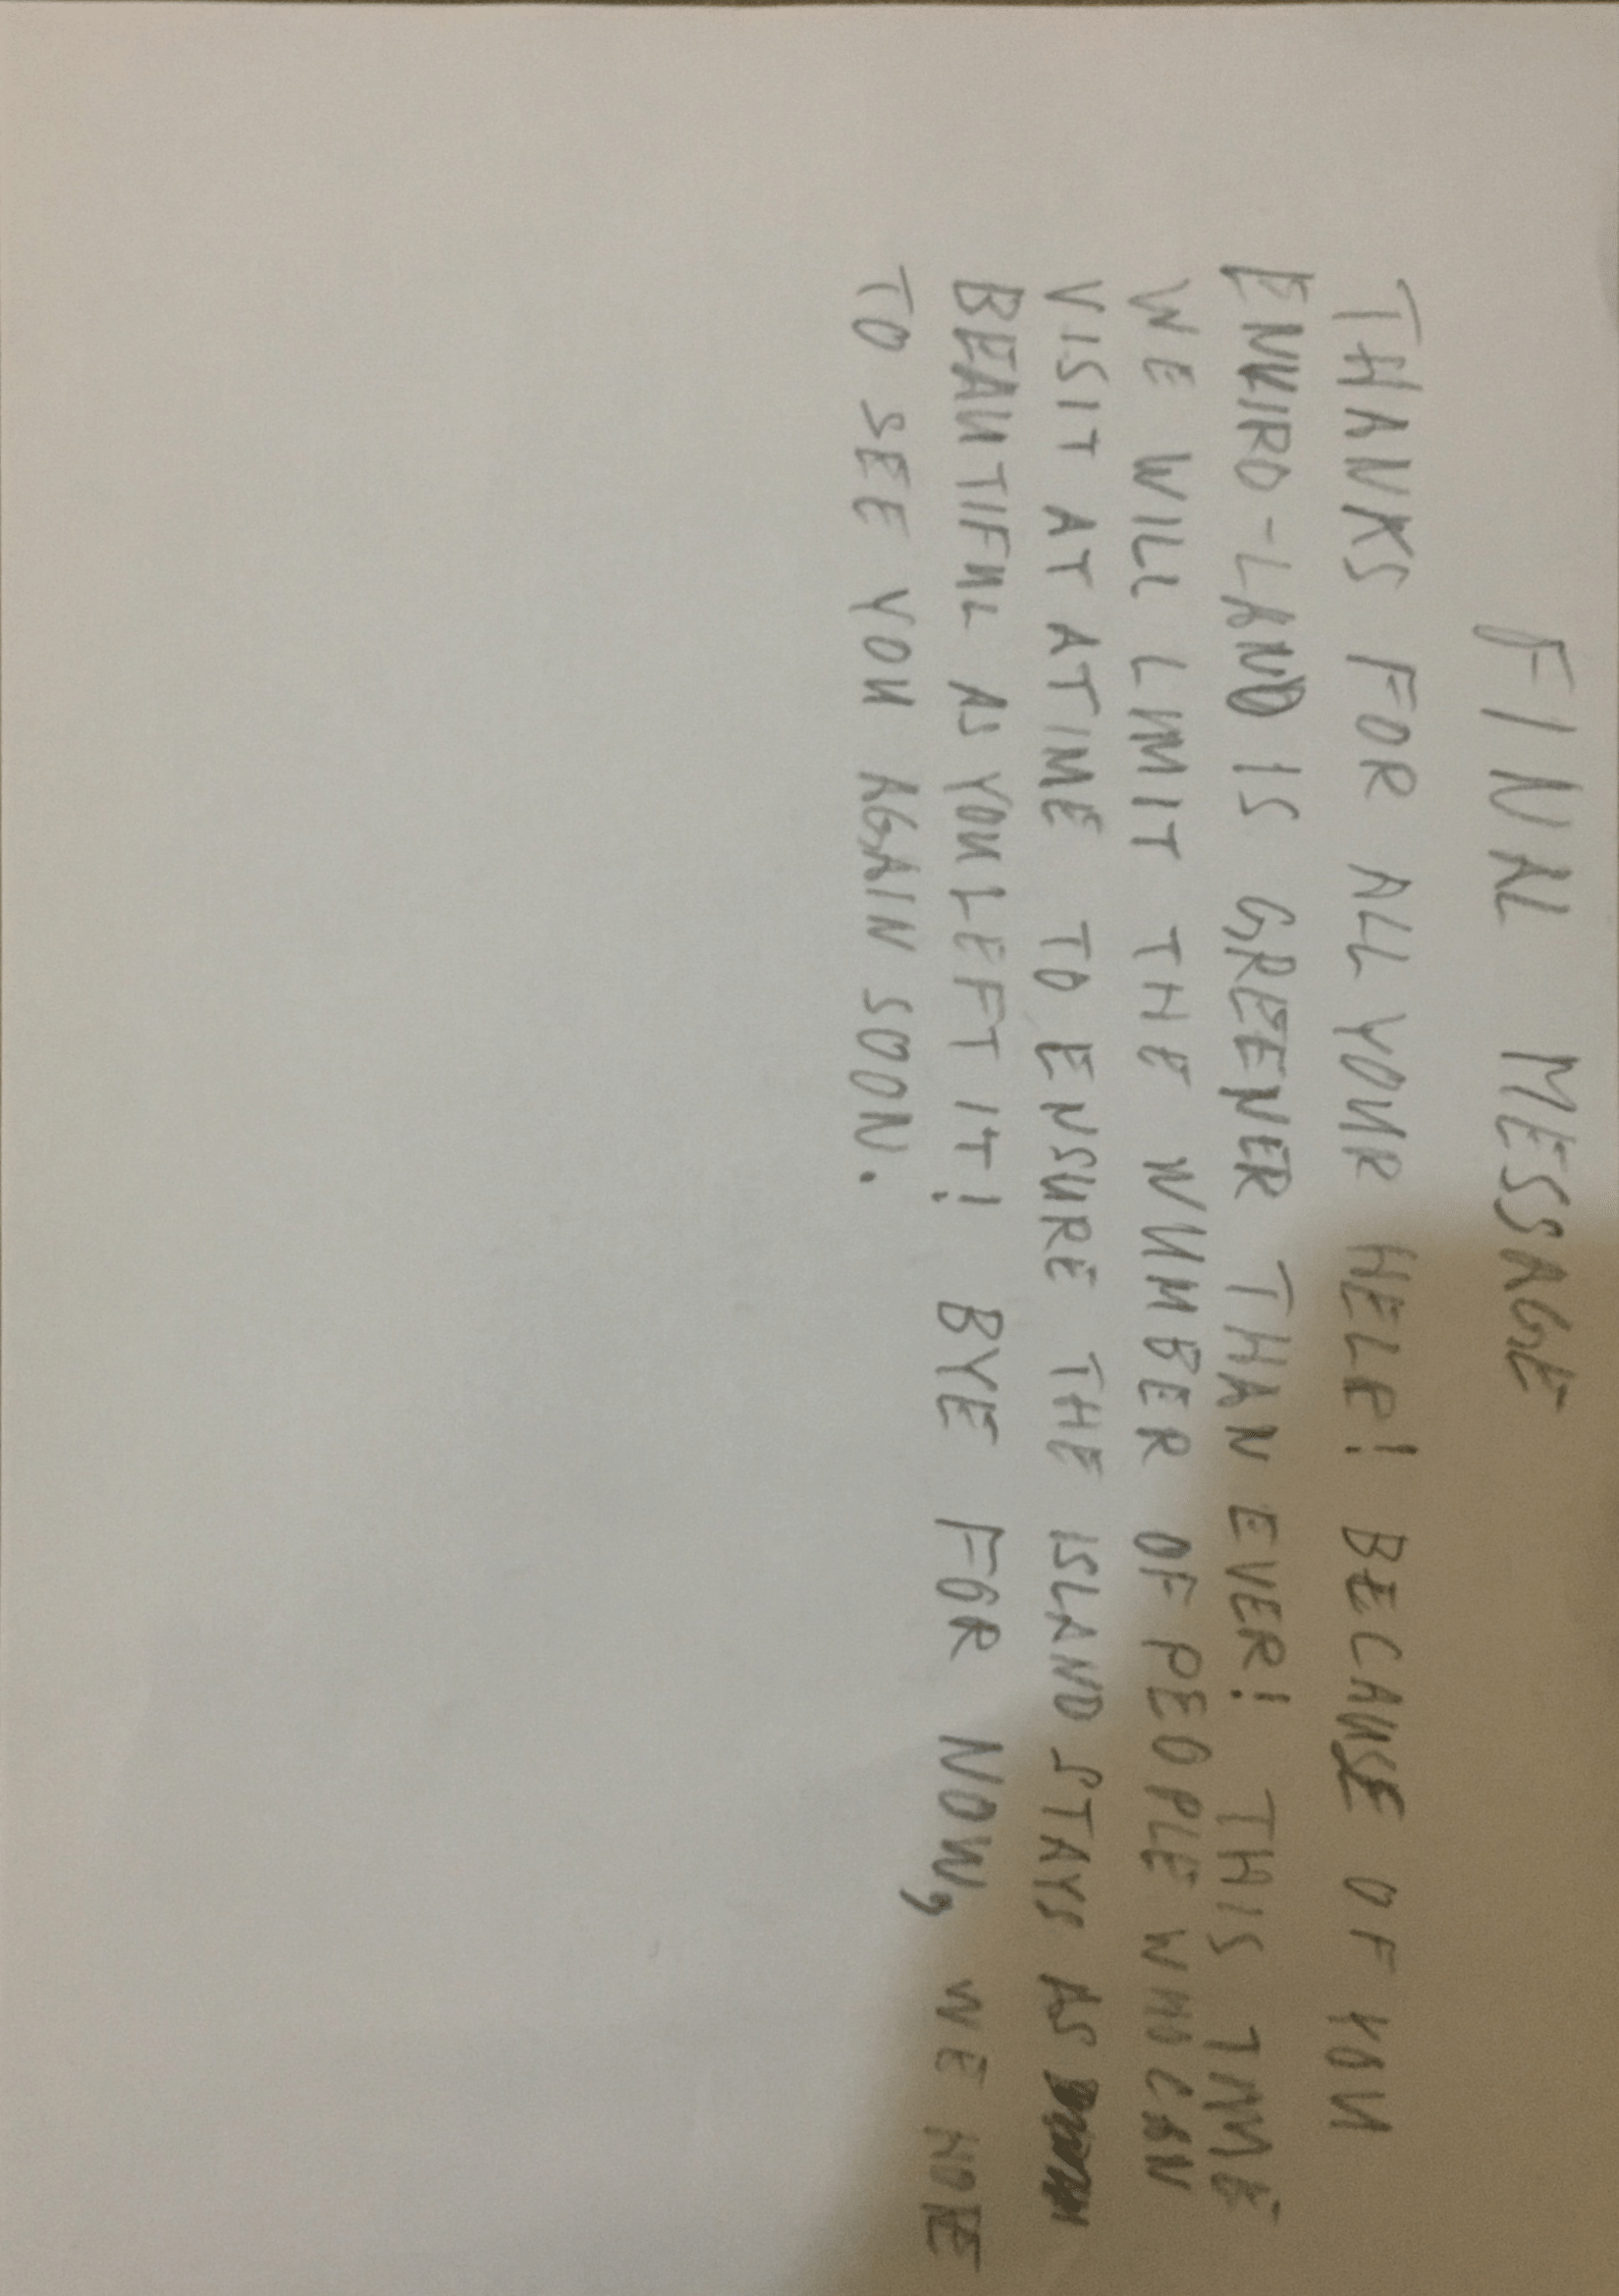 FINAL MESSAGE
THANKS FOR ALL YOUR HELP! BECAUSE OF YOU
ENVIRO-LAND IS GREENER THAN EVER! THIS TIME
WE WILL LIMIT THE NUMBER OF PEOPLE WHO CAN
VISIT AT A TIME TO ENSURE THE ISLAND STAYS AS
BEAUTIFUL AS YOU LEFT IT! BYE FOR NOW, WE HOPE
TO SEE YOU AGAIN SOON.